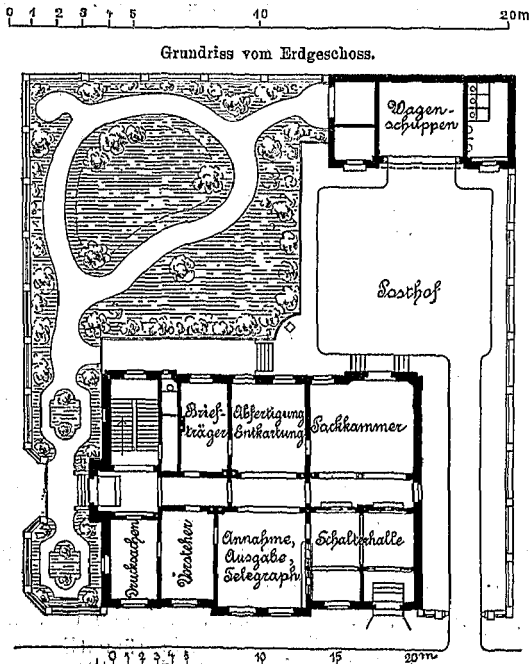 0 1 2 3 4 5 10 20m
Grundriss vom Erdgeschoss.
Wagen-
schuppen
Posthof
Brief-
träger
Abfertigung
Entkartung
Packkammer
Drucksachen
Vorsteher
Annahme,
Ausgabe,
Telegraph
Schalterhalle
0 1 2 3 4 5 10 15 20m